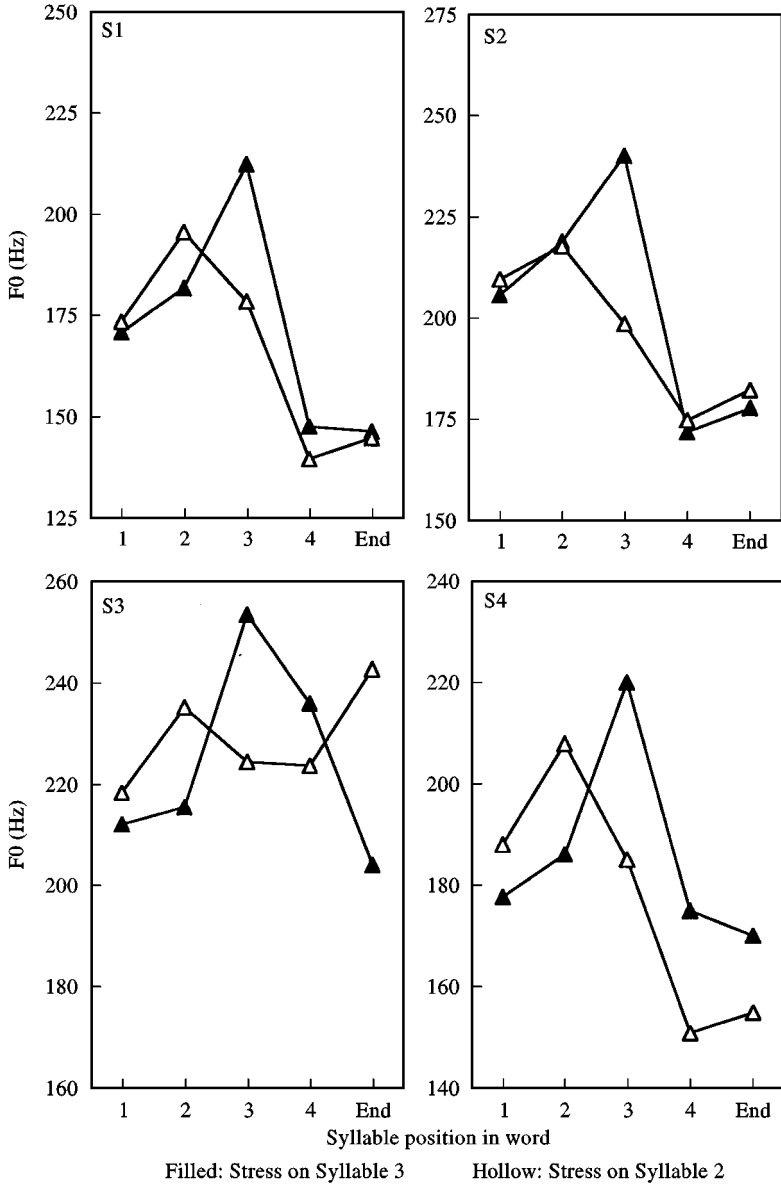 S1
250
225
200
175
150
125
F0 (Hz)
1 2 3 4 End
S2
275
250
225
200
175
150
1 2 3 4 End
S3
260
240
220
200
180
160
F0 (Hz)
1 2 3 4 End
S4
240
220
200
180
160
140
1 2 3 4 End
Syllable position in word
Filled: Stress on Syllable 3 Hollow: Stress on Syllable 2